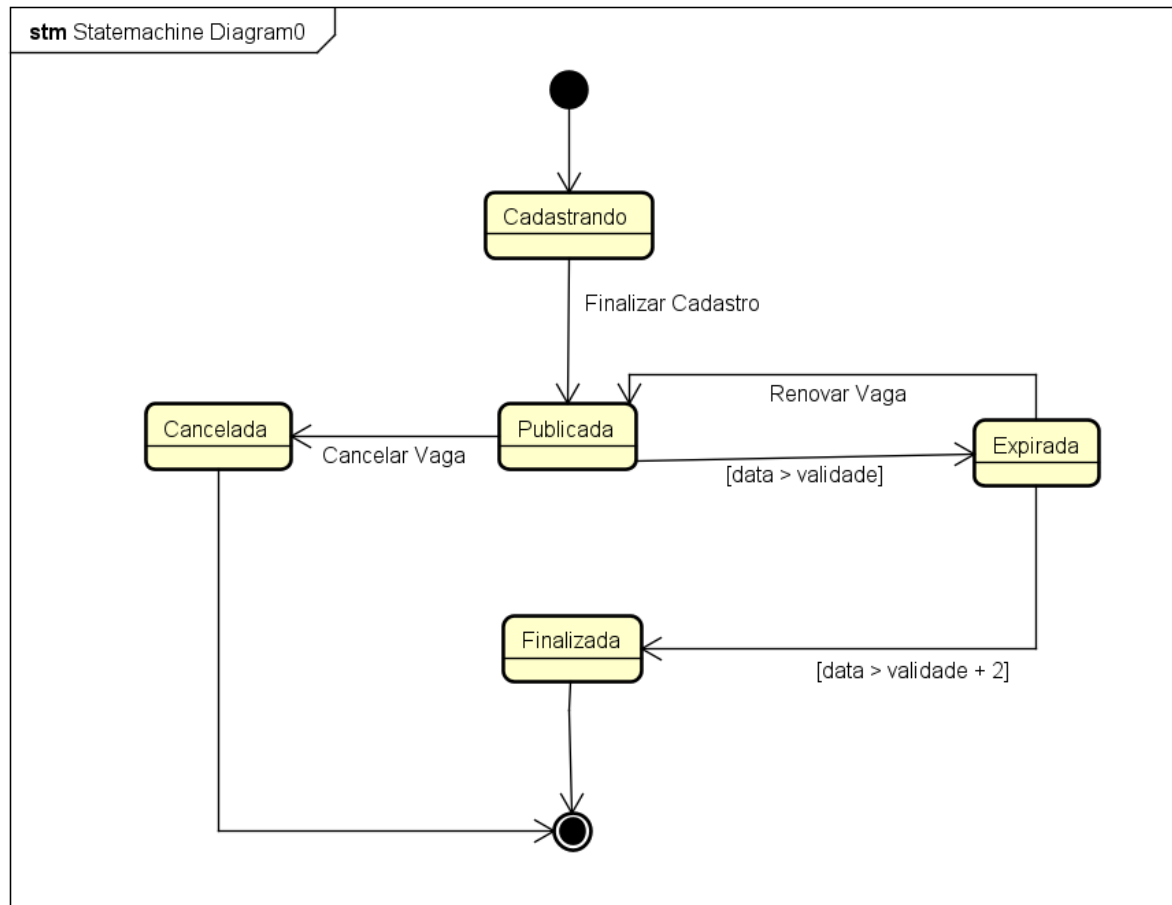 stm Statemachine Diagram0
Cadastrando
Finalizar Cadastro
Renovar Vaga
Cancelada
Publicada
Expirada
Cancelar Vaga
[data > validade]
Finalizada
[data > validade + 2]